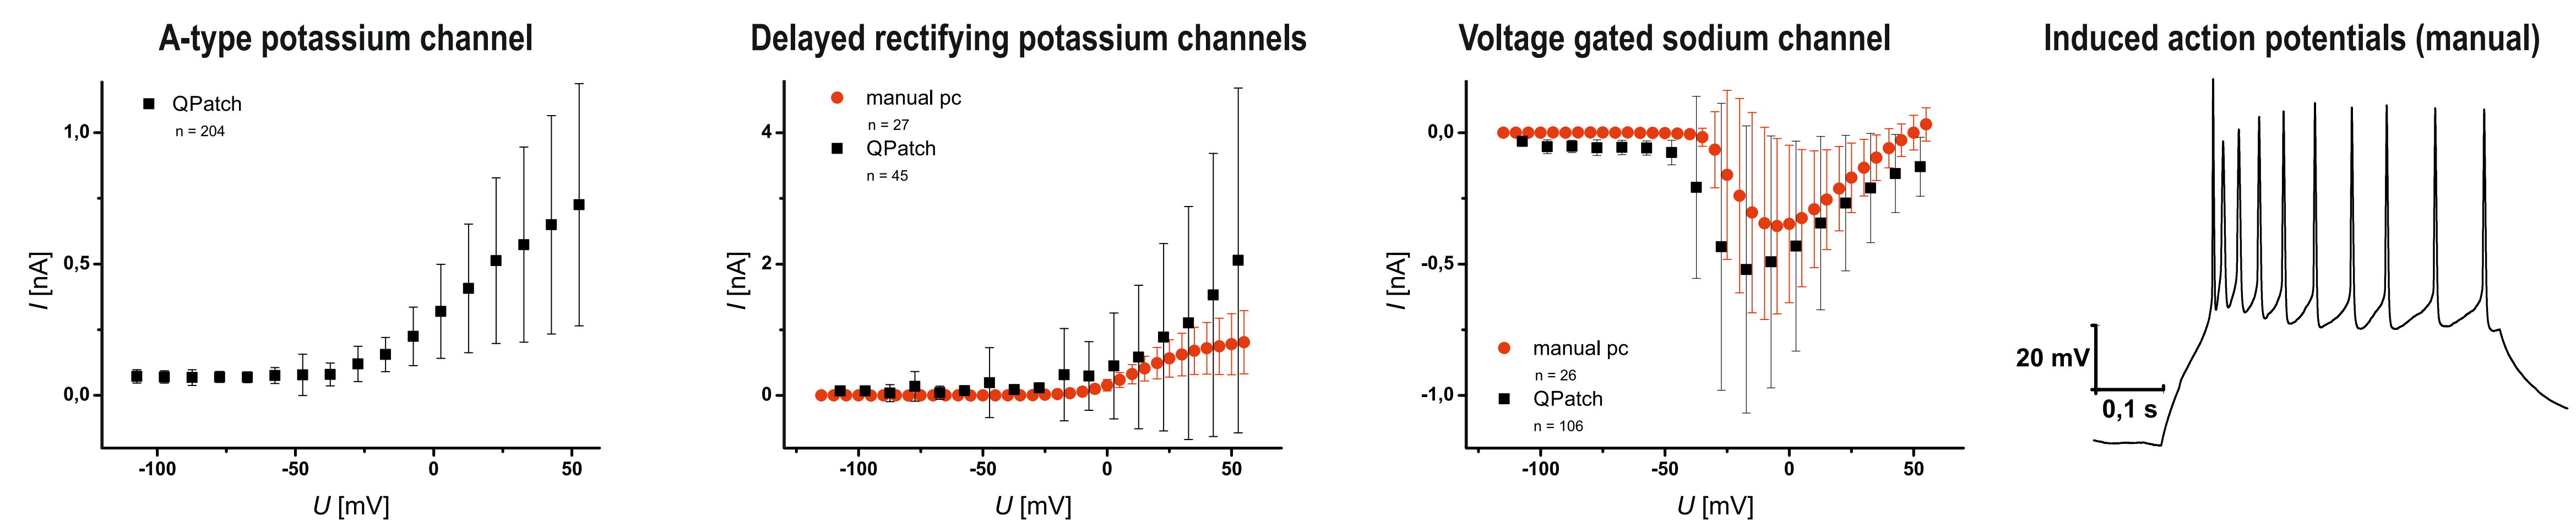 A-type potassium channel
QPatch
n = 204
1,0
0,5
0,0
I [nA]
-100
-50
0
50
U [mV]
Delayed rectifying potassium channels
manual pc
n = 27
QPatch
n = 45
4
2
0
I [nA]
-100
-50
0
50
U [mV]
Voltage gated sodium channel
0,0
-0,5
-1,0
I [nA]
manual pc
n = 26
QPatch
n = 106
-100
-50
0
50
U [mV]
Induced action potentials (manual)
20 mV
0,1 s